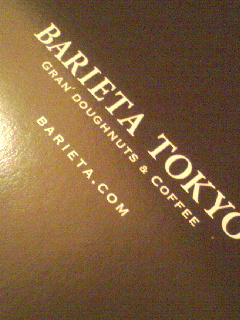 BARIETA TOKYO
GRAN' DOUGHNUTS & COFFEE
BARIETA.COM